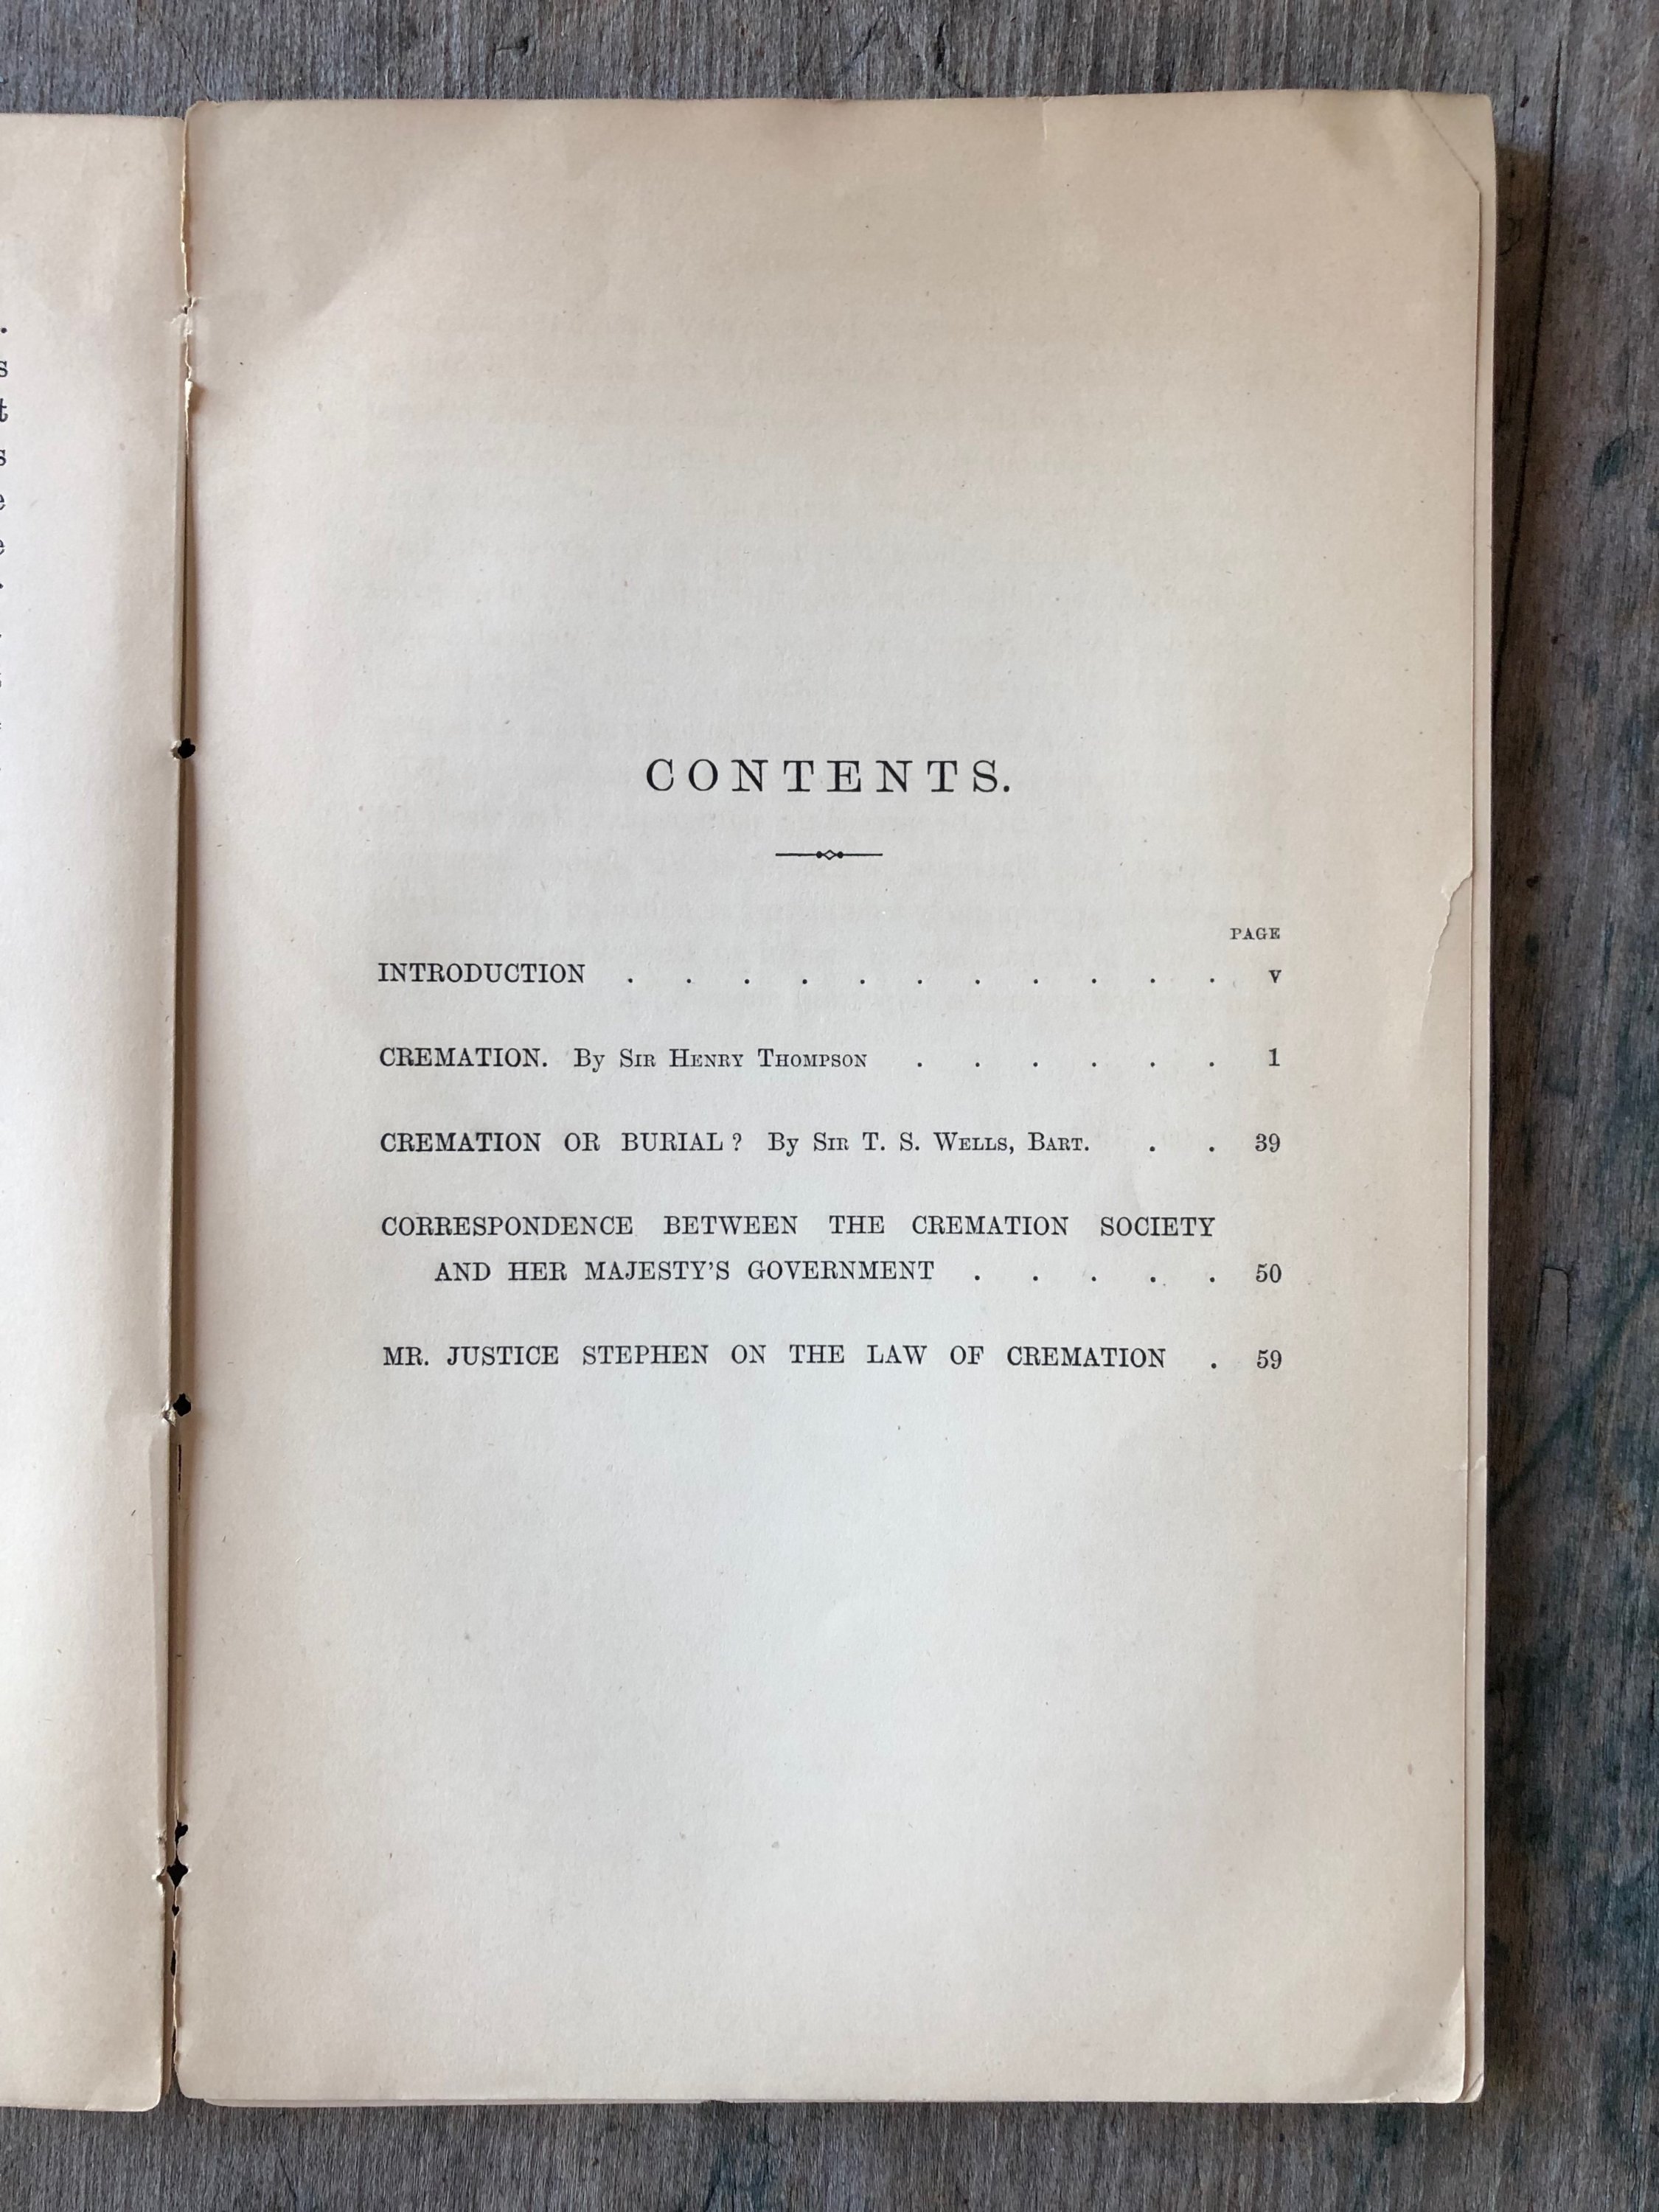 CONTENTS.
PAGE
INTRODUCTION . . . . . . . . . . . v
CREMATION. By Sir Henry Thompson . . . . . . 1
CREMATION OR BURIAL? By Sir T. S. Wells, Bart. . . 39
CORRESPONDENCE BETWEEN THE CREMATION SOCIETY
AND HER MAJESTY'S GOVERNMENT . . . . . 50
MR. JUSTICE STEPHEN ON THE LAW OF CREMATION . 59